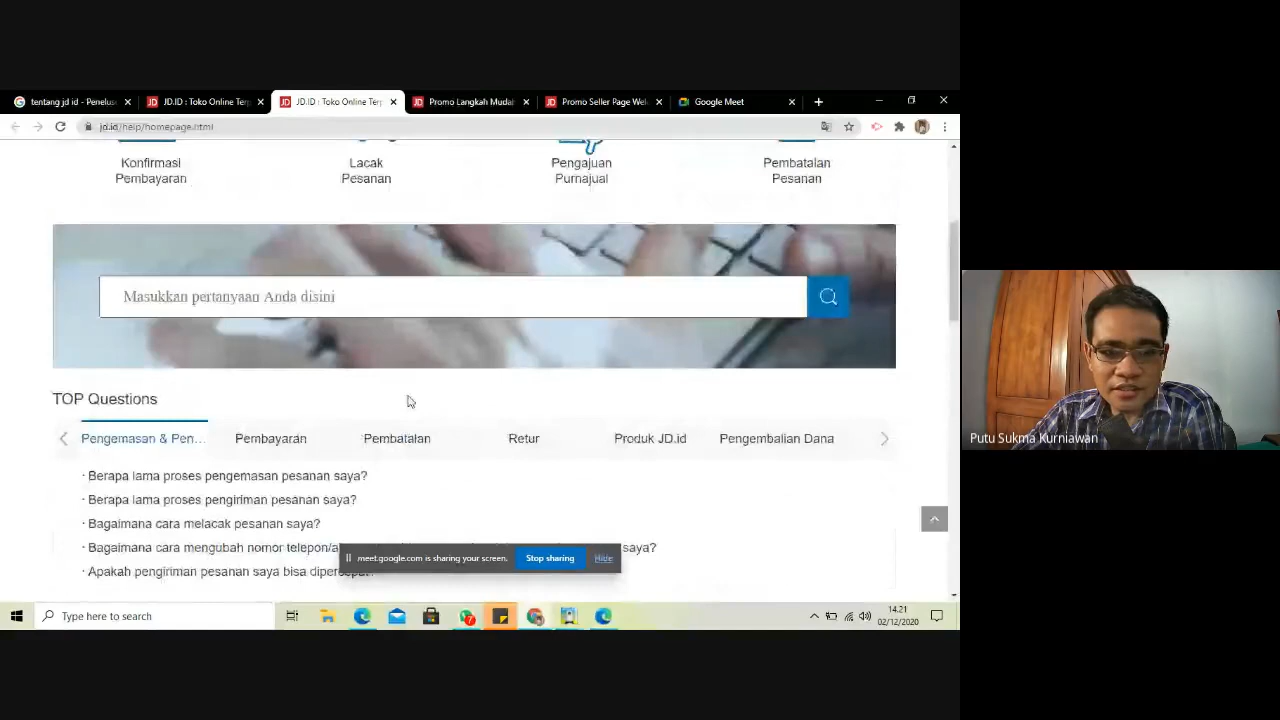 tentang jd id - Penelus
JD.ID : Toko Online Terp
JD.ID : Toko Online Terp
Promo Langkah Mudah
Promo Seller Page Wel
Google Meet
jd.id/help/homepage.html
Konfirmasi
Pembayaran
Lacak
Pesanan
Pengajuan
Purnajual
Pembatalan
Pesanan
Masukkan pertanyaan Anda disini
TOP Questions
Pengemasan & Pen...
Pembayaran
Pembatalan
Retur
Produk JD.id
Pengembalian Dana
· Berapa lama proses pengemasan pesanan saya?
· Berapa lama proses pengiriman pesanan saya?
· Bagaimana cara melacak pesanan saya?
· Bagaimana cara mengubah nomor telepon/a saya?
· Apakah pengiriman pesanan saya bisa dipercepat?
meet.google.com is sharing your screen.
Stop sharing
Hide
Putu Sukma Kurniawan
Type here to search
7
14.21
02/12/2020